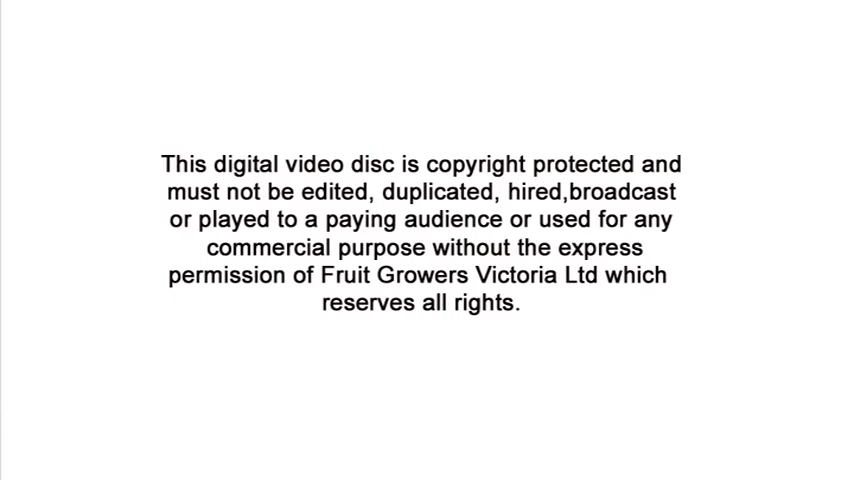 This digital video disc is copyright protected and
must not be edited, duplicated, hired,broadcast
or played to a paying audience or used for any
commercial purpose without the express
permission of Fruit Growers Victoria Ltd which
reserves all rights.